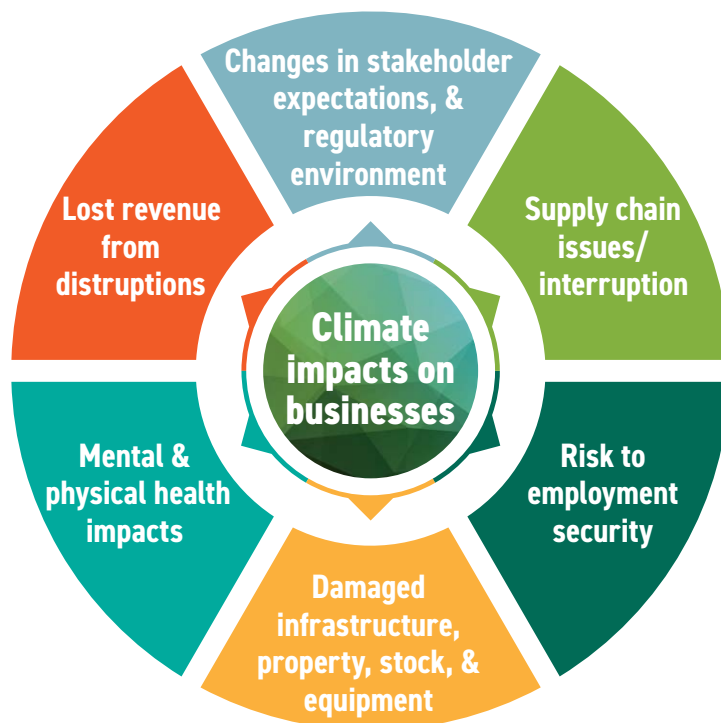 Changes in stakeholder
expectations, &
regulatory
environment
Supply chain
issues/
interruption
Risk to
employment
security
Damaged
infrastructure,
property, stock, &
equipment
Mental &
physical health
impacts
Lost revenue
from
distruptions
Climate
impacts on
businesses